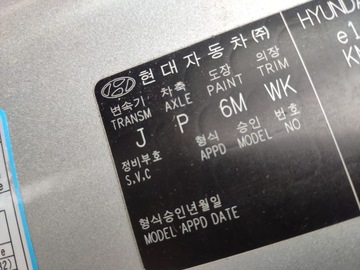 현대자동차(주)
변속기 차축 도장 의장
TRANSM AXLE PAINT TRIM
J P 6M WK
정비부호 형식 승인 번호
S.V.C APPD MODEL NO
형식승인년월일
MODEL APPD DATE
HYUN
e1